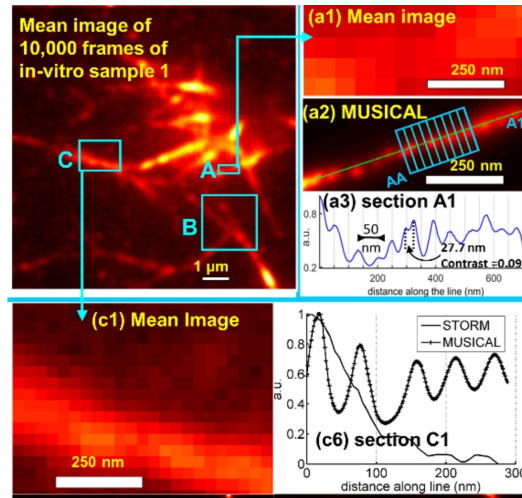 Mean image of
10,000 frames of
in-vitro sample 1
C
A
B
1 µm
(a1) Mean image
250 nm
(a2) MUSICAL
A1
AA
250 nm
(a3) section A1
0.8
a.u.
0.2
50
nm
27.7 nm
Contrast =0.09
0 200 400 600
distance along the line (nm)
(c1) Mean Image
250 nm
1
0.8
0.6
a.u.
0.4
0.2
0
STORM
MUSICAL
(c6) section C1
0 100 200 300
distance along line (nm)